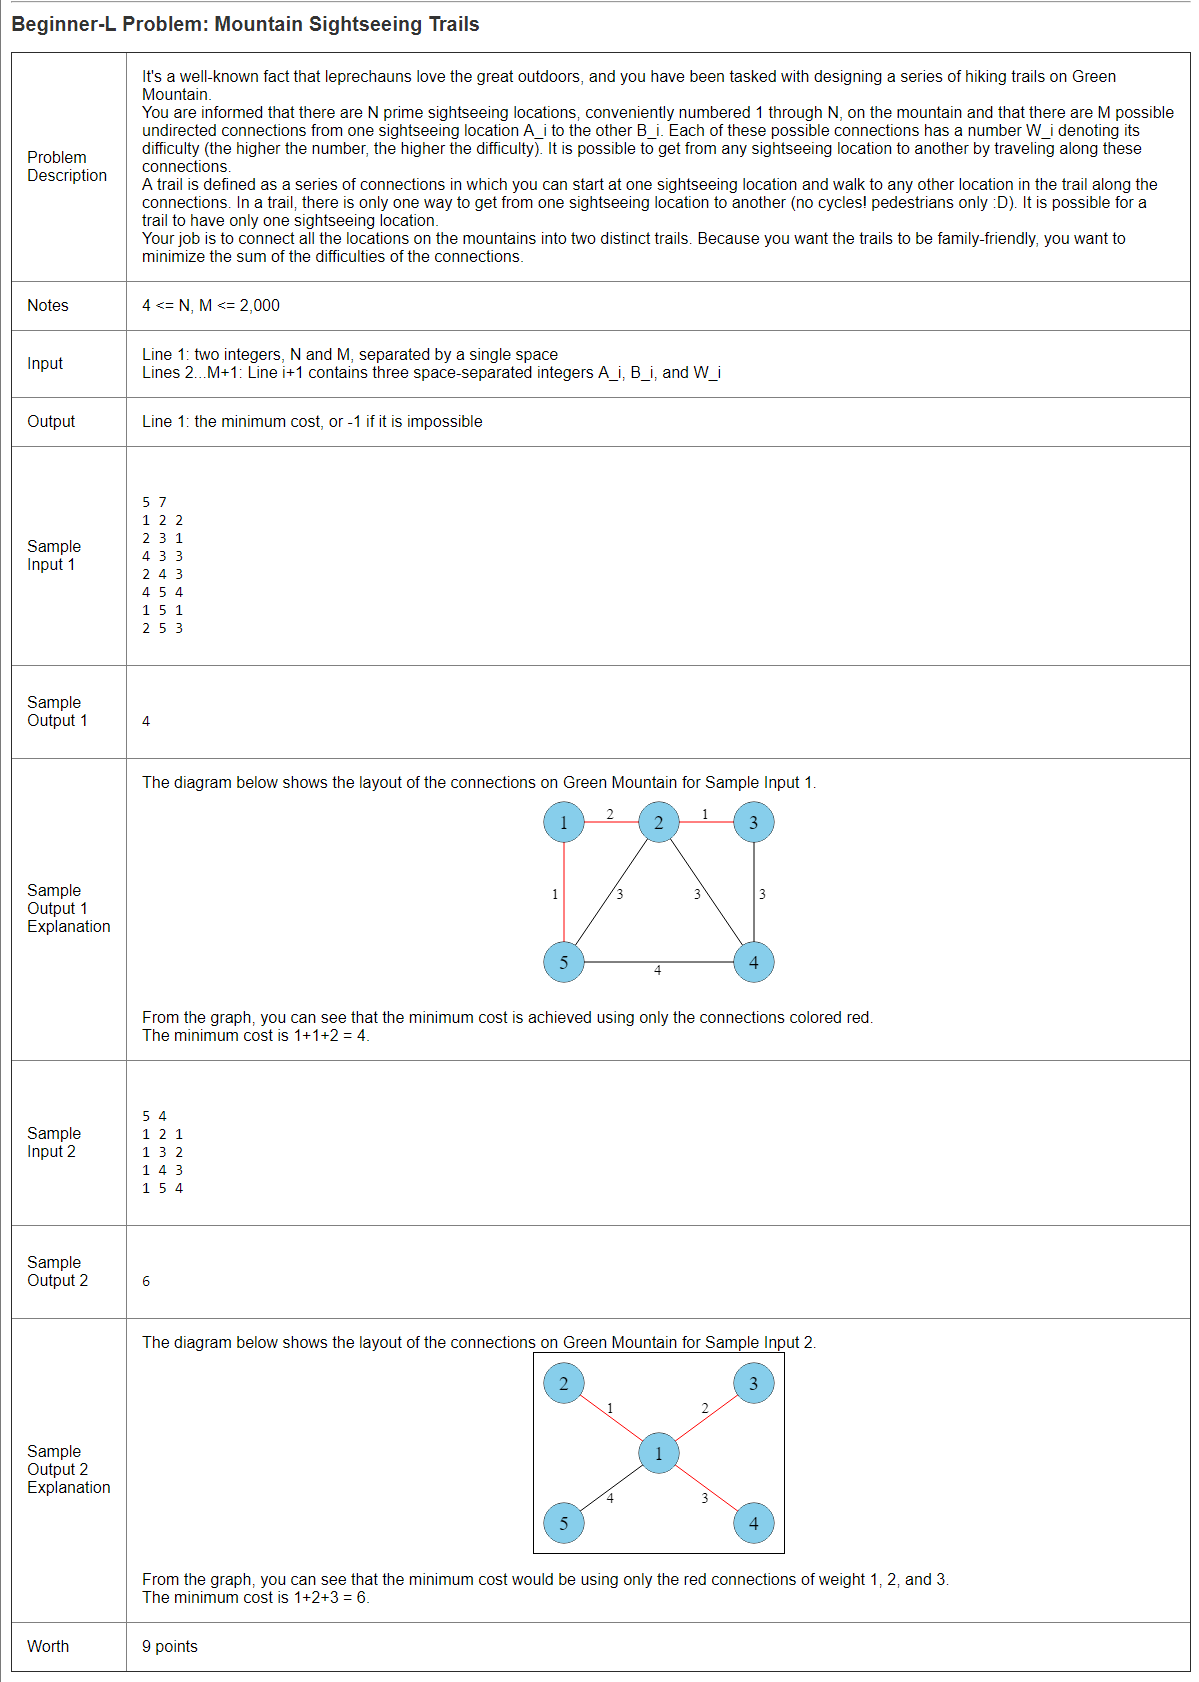 Beginner-L Problem: Mountain Sightseeing Trails
Problem
Description
It's a well-known fact that leprechauns love the great outdoors, and you have been tasked with designing a series of hiking trails on Green
Mountain.
You are informed that there are N prime sightseeing locations, conveniently numbered 1 through N, on the mountain and that there are M possible
undirected connections from one sightseeing location A_i to the other B_i. Each of these possible connections has a number W_i denoting its
difficulty (the higher the number, the higher the difficulty). It is possible to get from any sightseeing location to another by traveling along these
connections.
A trail is defined as a series of connections in which you can start at one sightseeing location and walk to any other location in the trail along the
connections. In a trail, there is only one way to get from one sightseeing location to another (no cycles! pedestrians only :D). It is possible for a
trail to have only one sightseeing location.
Your job is to connect all the locations on the mountains into two distinct trails. Because you want the trails to be family-friendly, you want to
minimize the sum of the difficulties of the connections.
Notes
4 <= N, M <= 2,000
Input
Line 1: two integers, N and M, separated by a single space
Lines 2...M+1: Line i+1 contains three space-separated integers A_i, B_i, and W_i
Output
Line 1: the minimum cost, or -1 if it is impossible
Sample
Input 1
5 7
1 2 2
2 3 1
4 3 3
2 4 3
4 5 4
1 5 1
2 5 3
Sample
Output 1
4
Sample
Output 1
Explanation
The diagram below shows the layout of the connections on Green Mountain for Sample Input 1.
1 2 2 1 3
1 3 3 3
5 4 4
From the graph, you can see that the minimum cost is achieved using only the connections colored red.
The minimum cost is 1+1+2 = 4.
Sample
Input 2
5 4
1 2 1
1 3 2
1 4 3
1 5 4
Sample
Output 2
6
Sample
Output 2
Explanation
The diagram below shows the layout of the connections on Green Mountain for Sample Input 2.
2 3
1 2
1
4 3
5 4
From the graph, you can see that the minimum cost would be using only the red connections of weight 1, 2, and 3.
The minimum cost is 1+2+3 = 6.
Worth
9 points